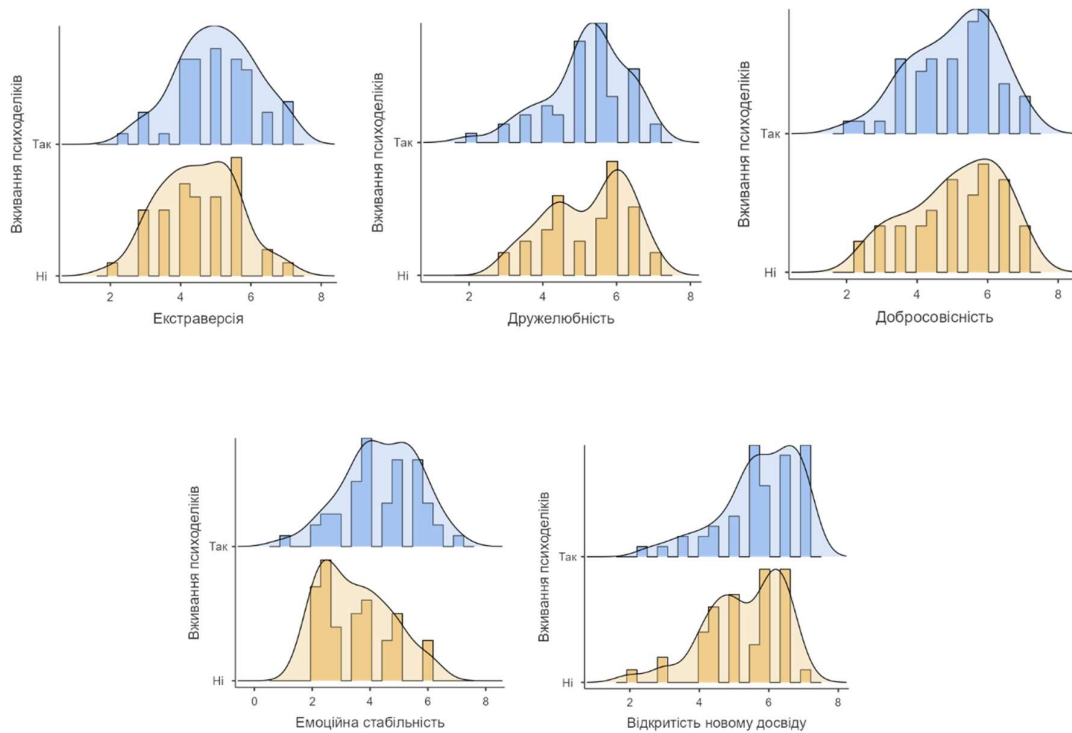 Вживання психоделіків
Так
Ні
2 4 6 8
Екстраверсія
Вживання психоделіків
Так
Ні
2 4 6 8
Дружелюбність
Вживання психоделіків
Так
Ні
2 4 6 8
Добросовісність
Вживання психоделіків
Так
Ні
0 2 4 6 8
Емоційна стабільність
Вживання психоделіків
Так
Ні
2 4 6 8
Відкритість новому досвіду